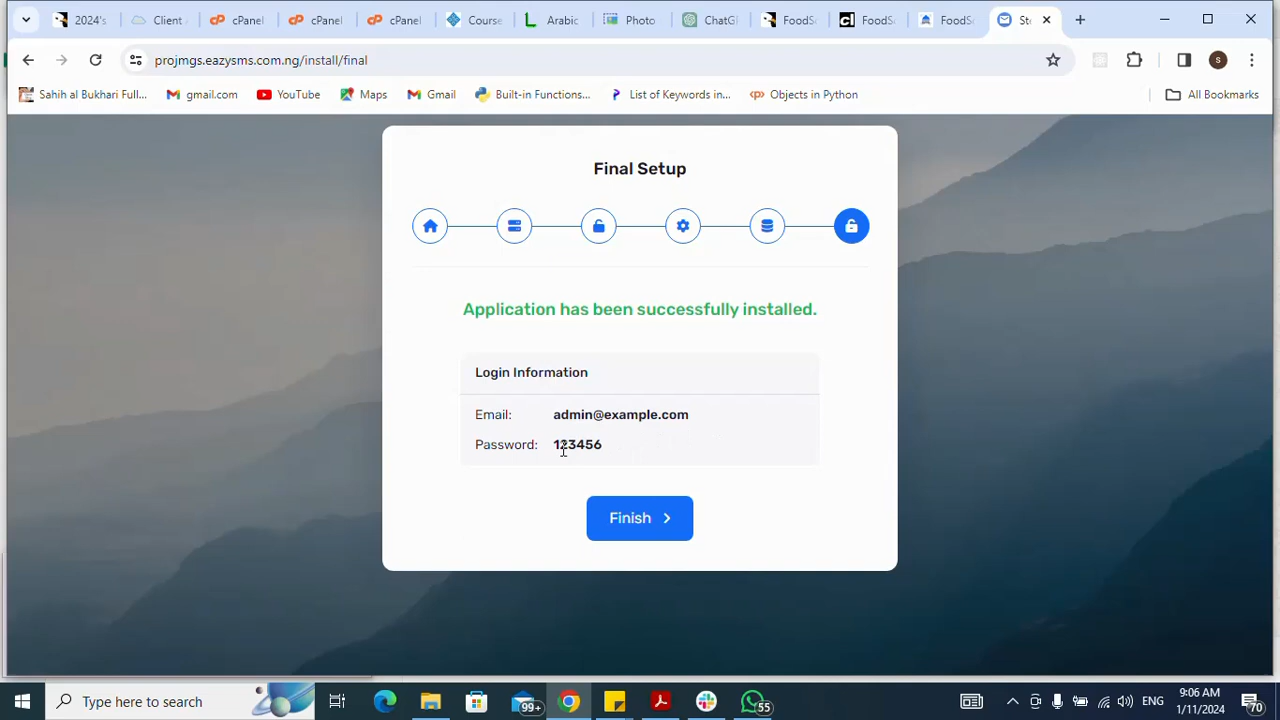 2024's
Client
cPanel
cPanel
cPanel
Course
Arabic
Photo
ChatG
FoodS
FoodS
FoodS
Ste
projmgs.eazysms.com.ng/install/final
Sahih al Bukhari Full...
gmail.com
YouTube
Maps
Gmail
Built-in Functions...
List of Keywords in...
Objects in Python
All Bookmarks
Final Setup
Application has been successfully installed.
Login Information
Email: admin@example.com
Password: 123456
Finish
Type here to search
99+
55
ENG
9:06 AM
1/11/2024
70